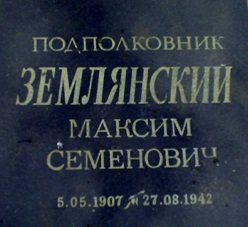 ПОДПОЛКОВНИК
ЗЕМЛЯНСКИЙ
МАКСИМ
СЕМЕНОВИЧ
5.05.1907 27.08.1942